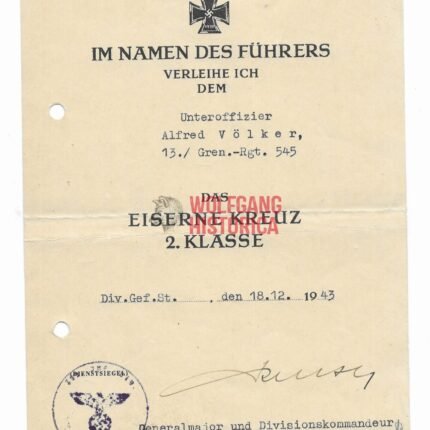 IM NAMEN DES FÜHRERS
VERLEIHE ICH
DEM
Unteroffizier
Alfred Völker,
13./ Gren.-Rgt. 545
DAS
WOLFGANG
HISTORICA
EISERNE KREUZ
2. KLASSE
Div.Gef.St. , den 18.12. 1943
DIENSTSIEGEL
Generalmajor und Divisionskommandeur